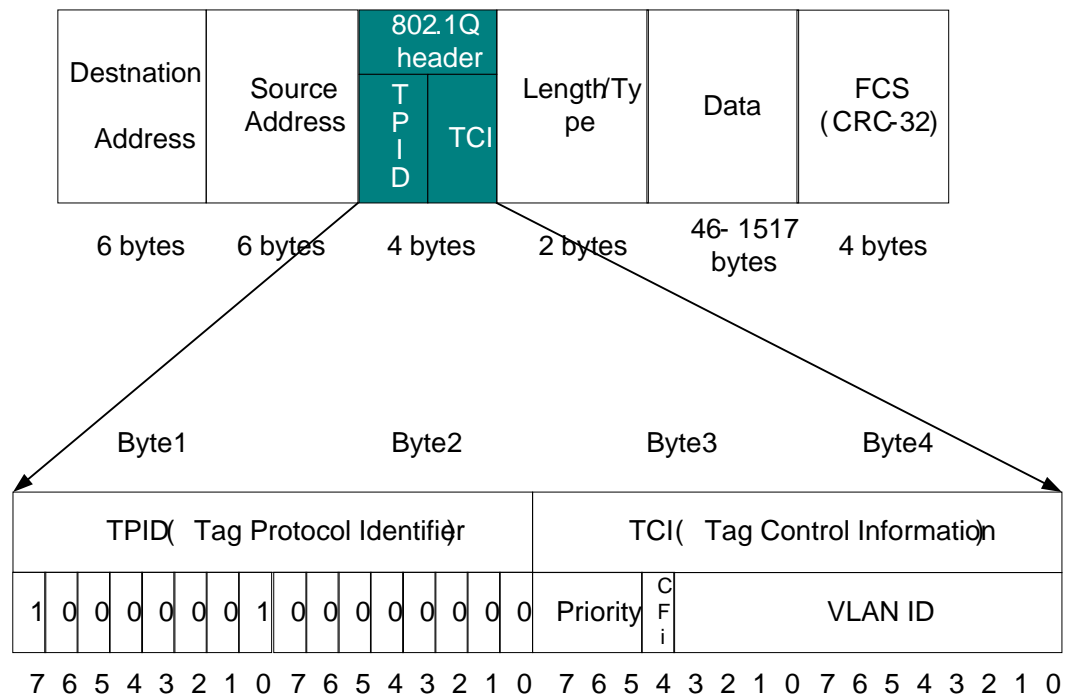 802.1Q
header
Destnation
Address
Source
Address
T
P
I
D
TCI
Length/Ty
pe
Data
FCS
(CRC-32)
6 bytes 6 bytes 4 bytes 2 bytes 46-1517
bytes 4 bytes
Byte1 Byte2 Byte3 Byte4
TPID( Tag Protocol Identifier) TCI( Tag Control Information)
1 0 0 0 0 0 0 1 0 0 0 0 0 0 0 0 Priority C
F
i
VLAN ID
7 6 5 4 3 2 1 0 7 6 5 4 3 2 1 0 7 6 5 4 3 2 1 0 7 6 5 4 3 2 1 0